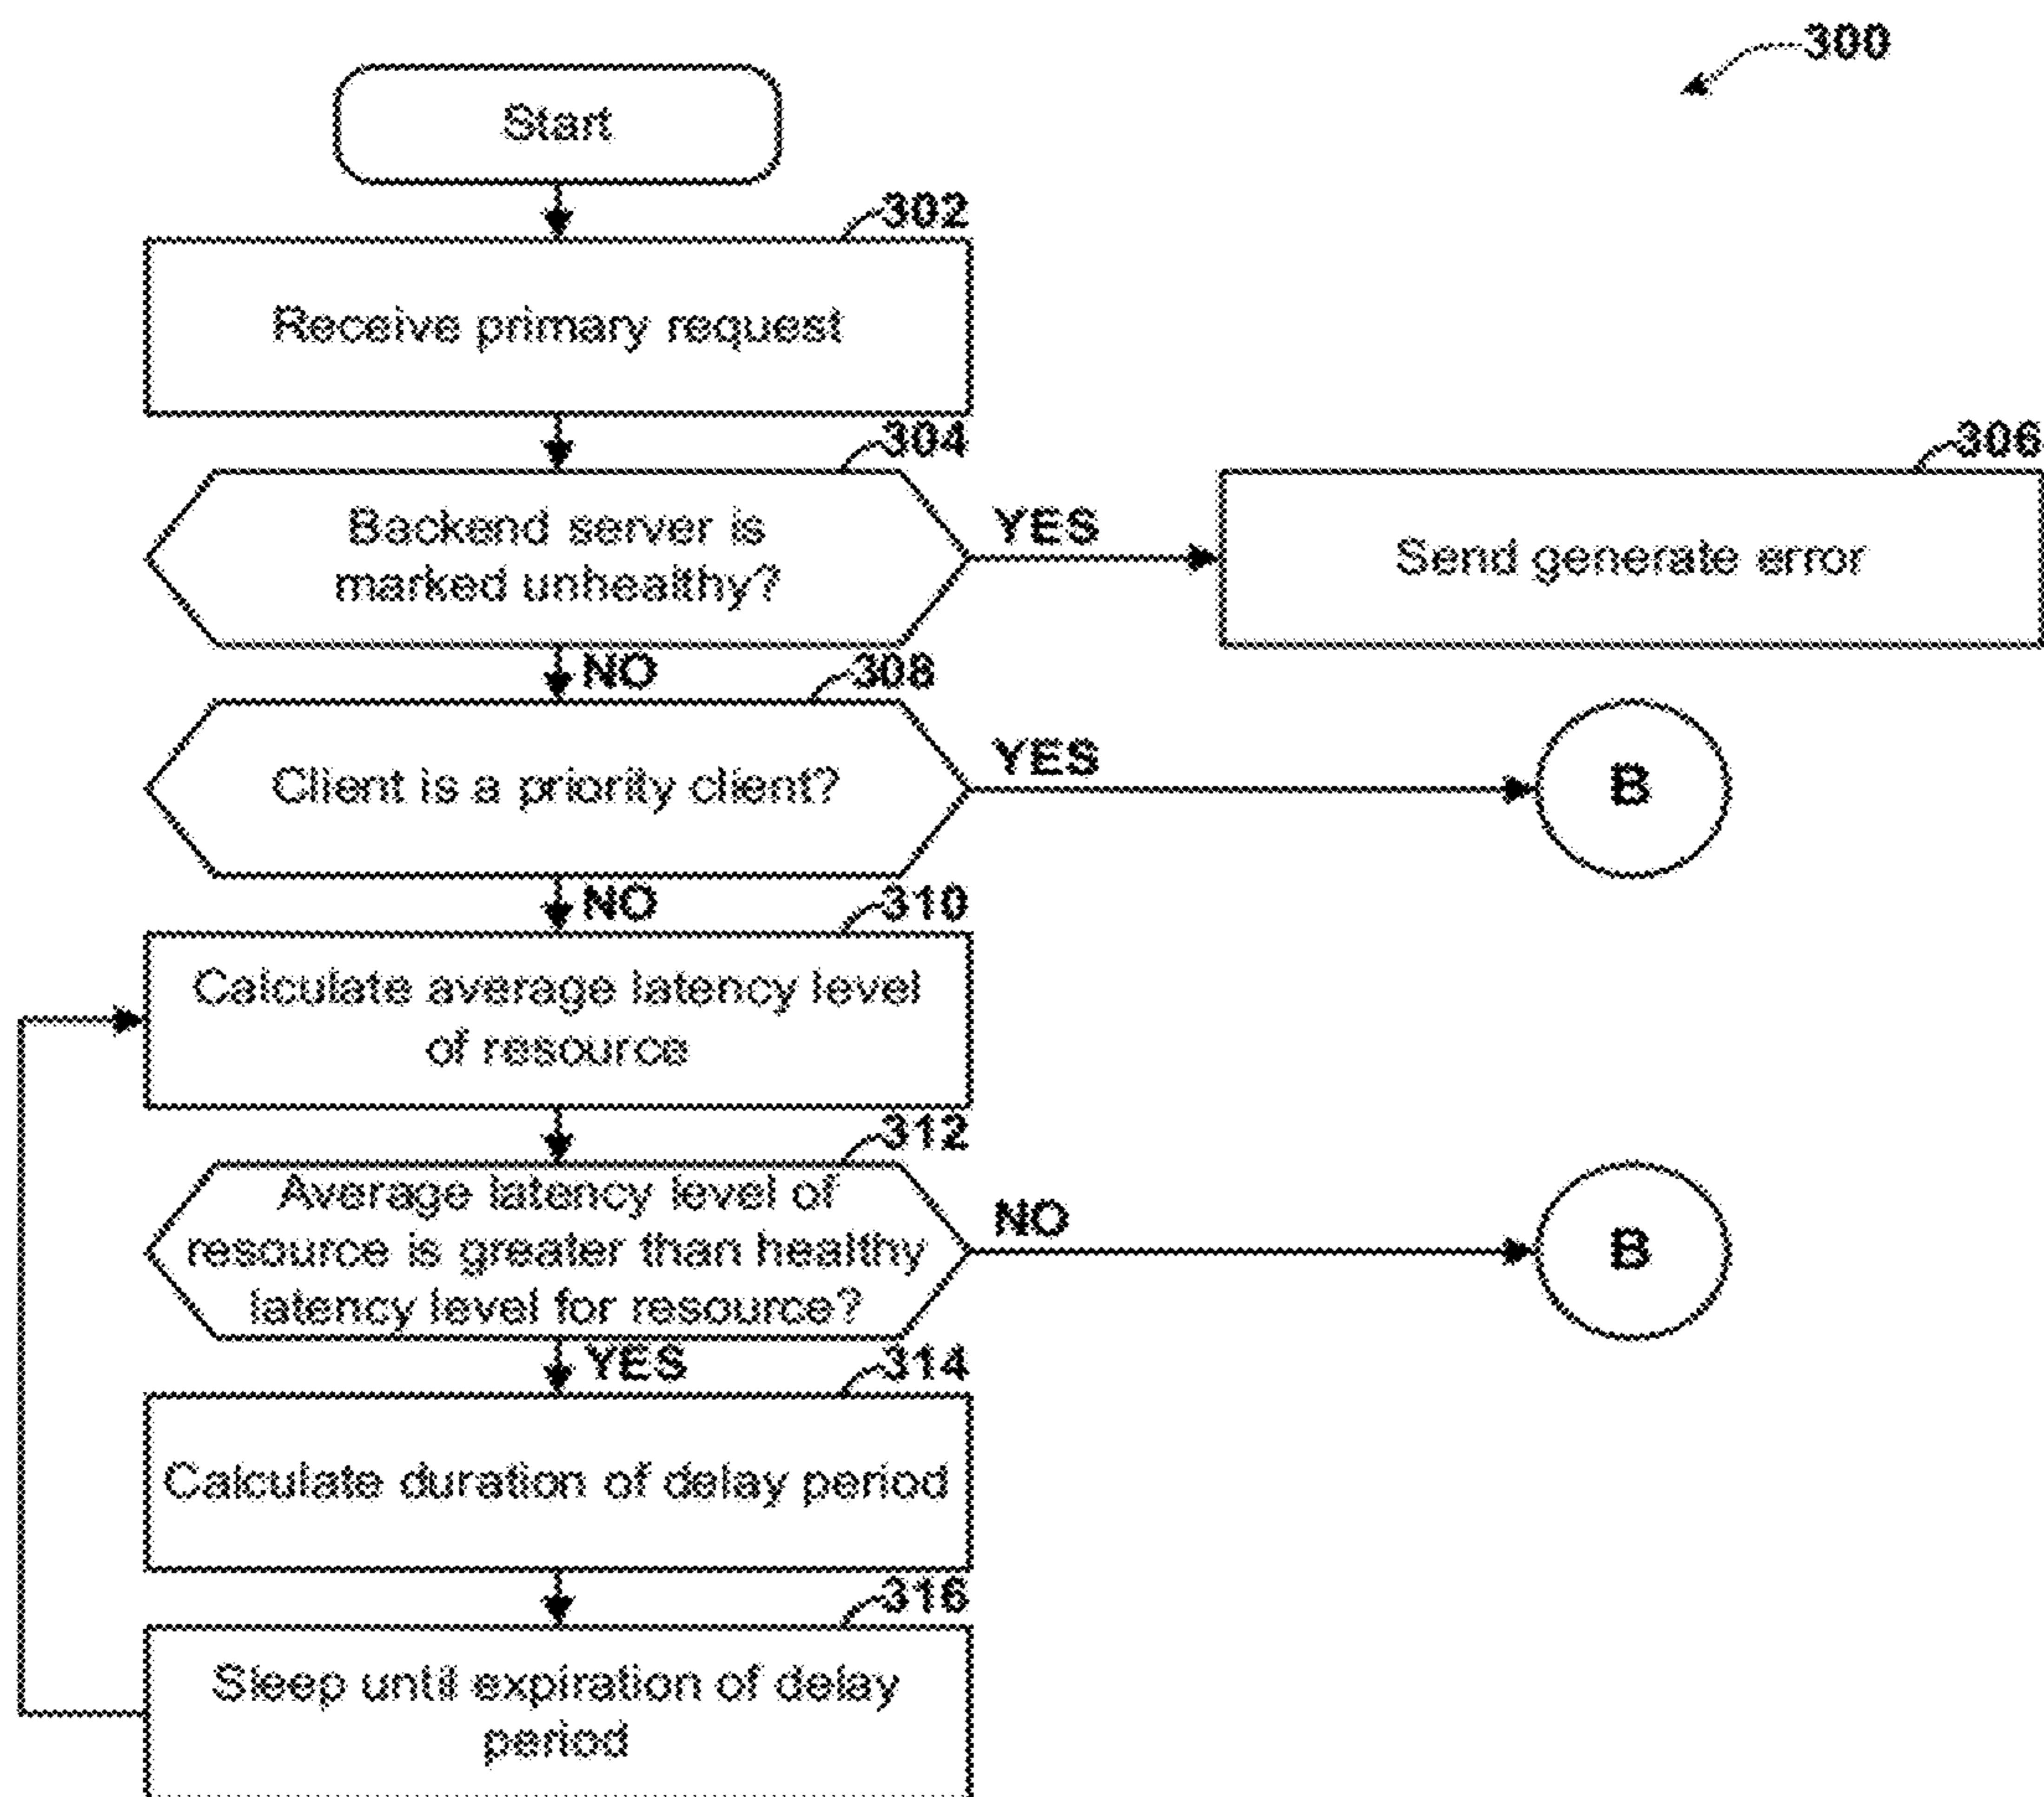 300
Start
302
Receive primary request
304
306
Backend server is
marked unhealthy?
YES
Send generate error
NO
308
Client is a priority client?
YES
B
NO
310
Calculate average latency level
of resource
312
Average latency level of
resource is greater than healthy
latency level for resource?
NO
B
YES
314
Calculate duration of delay period
316
Sleep until expiration of delay
period